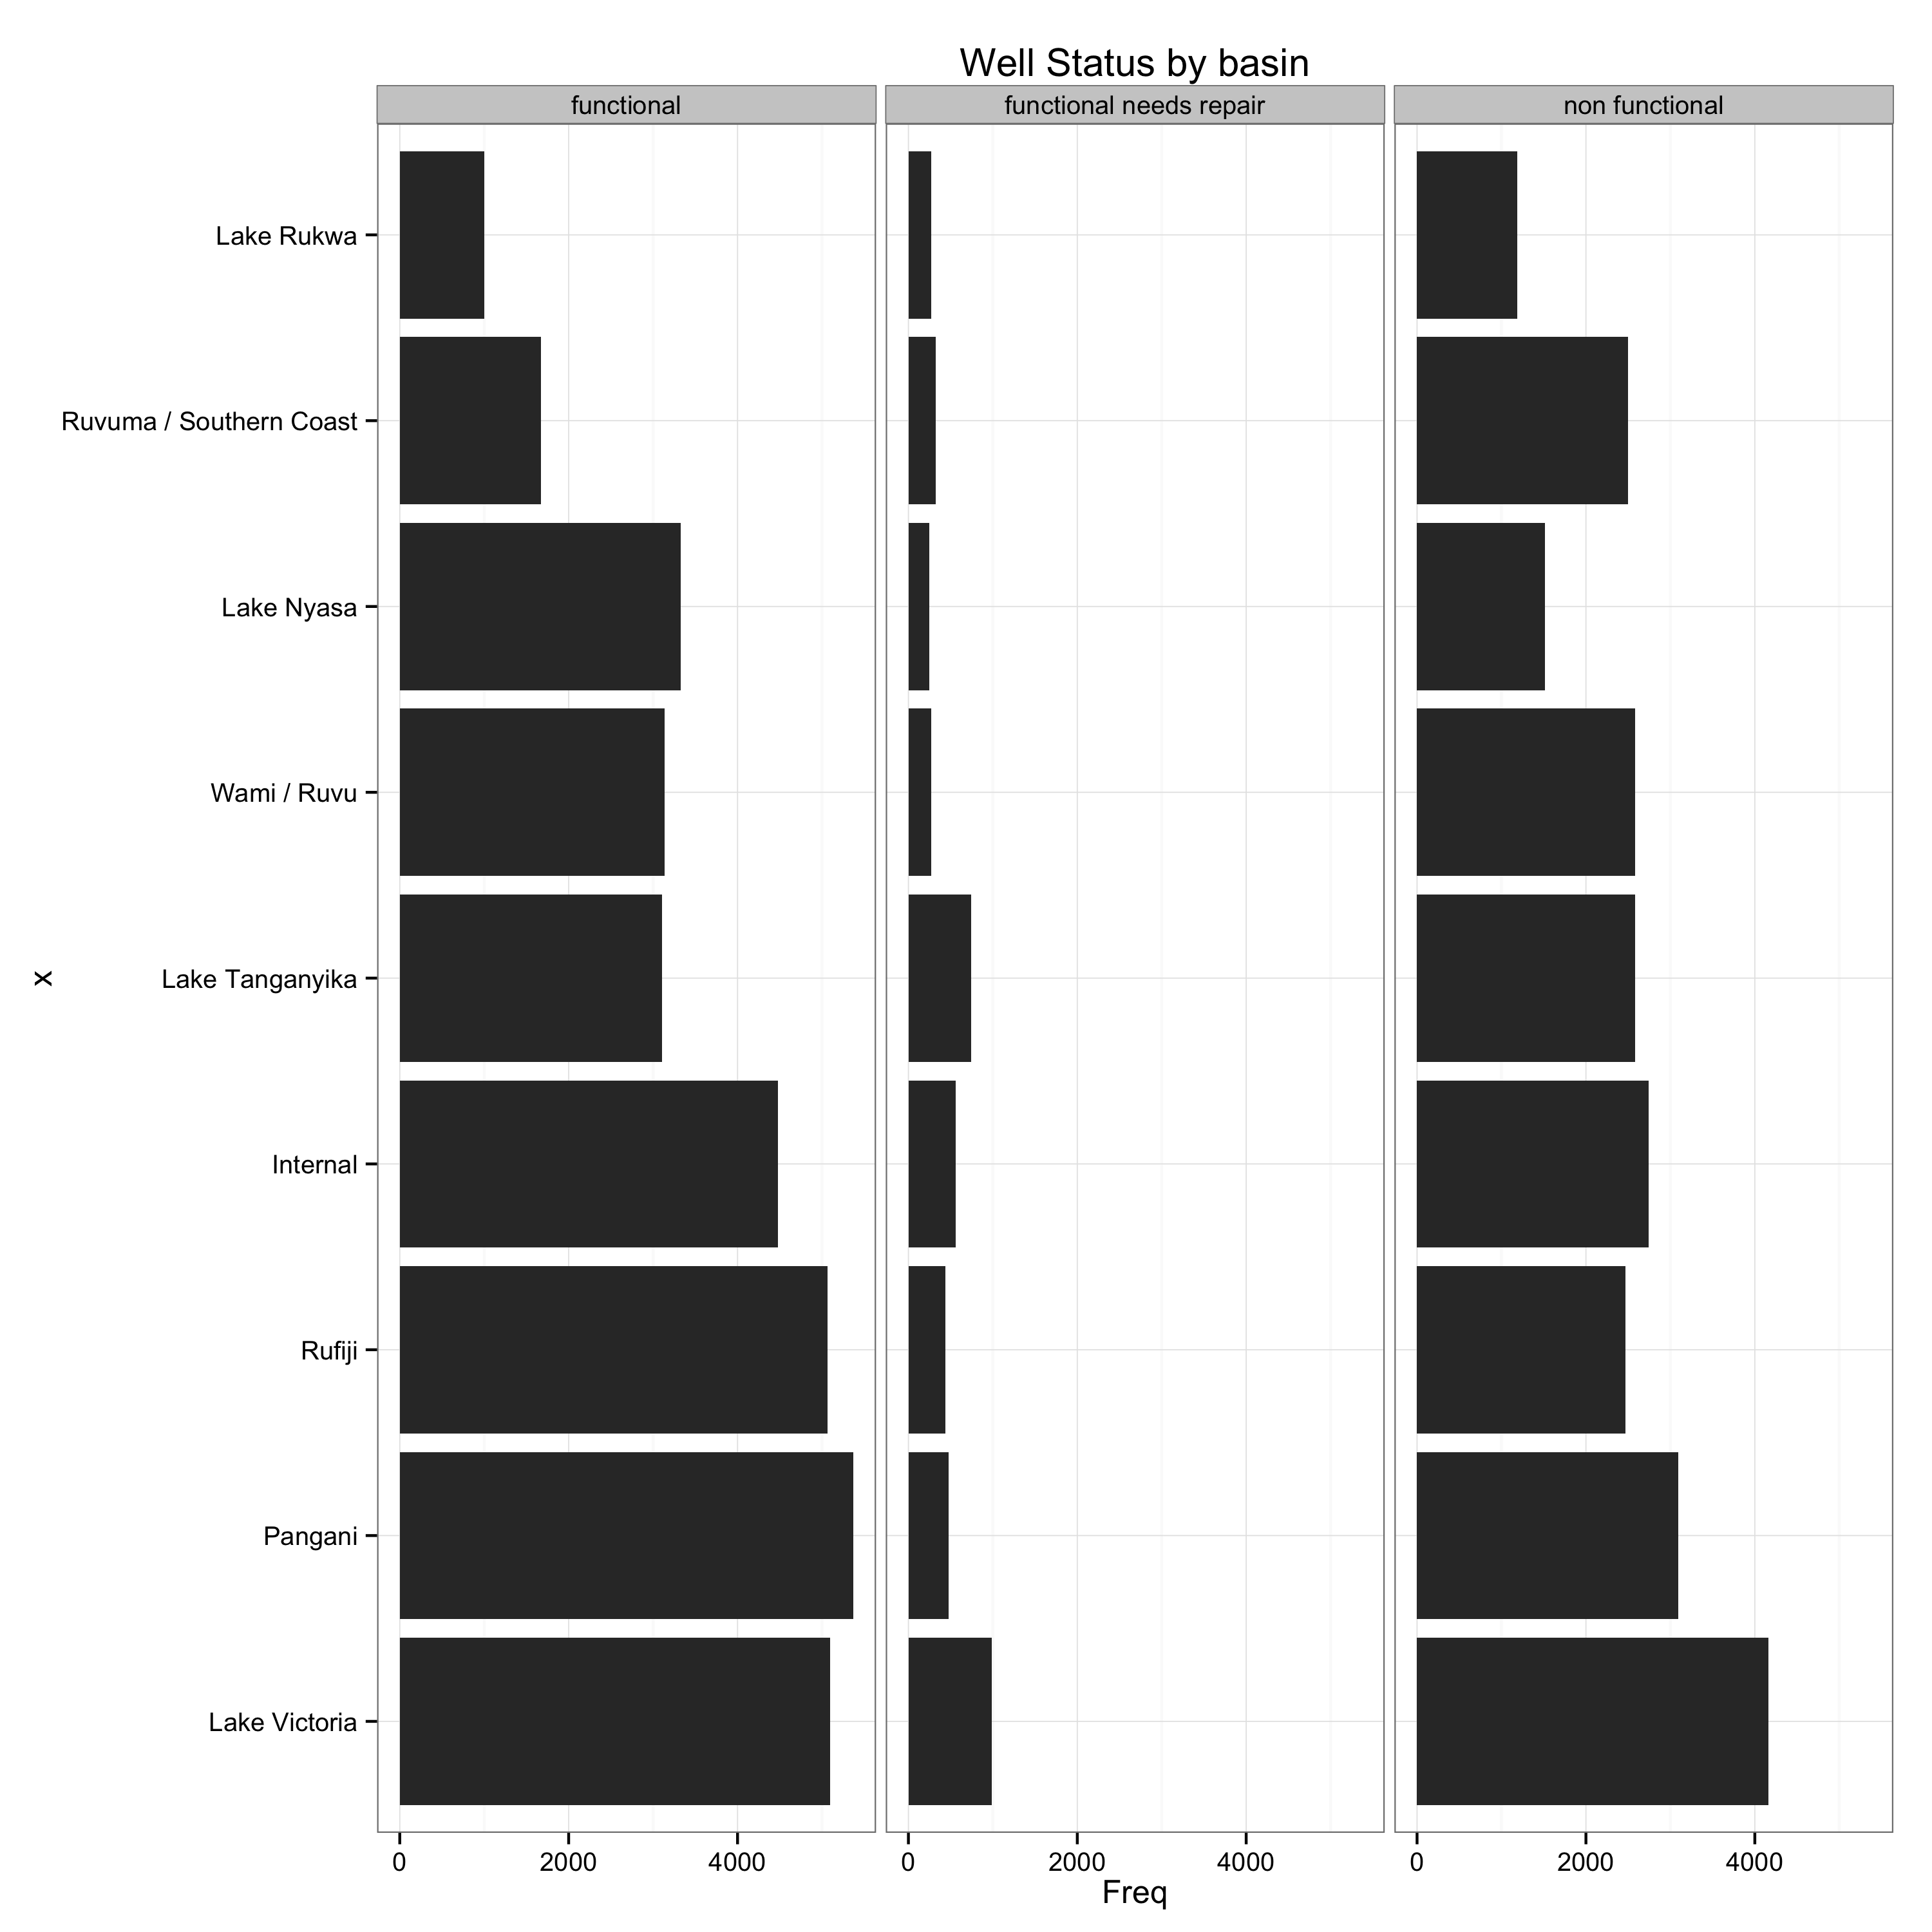 Well Status by basin
functional
functional needs repair
non functional
Lake Rukwa
Ruvuma / Southern Coast
Lake Nyasa
Wami / Ruvu
Lake Tanganyika
Internal
Rufiji
Pangani
Lake Victoria
x
0 2000 4000
0 2000 4000
0 2000 4000
Freq